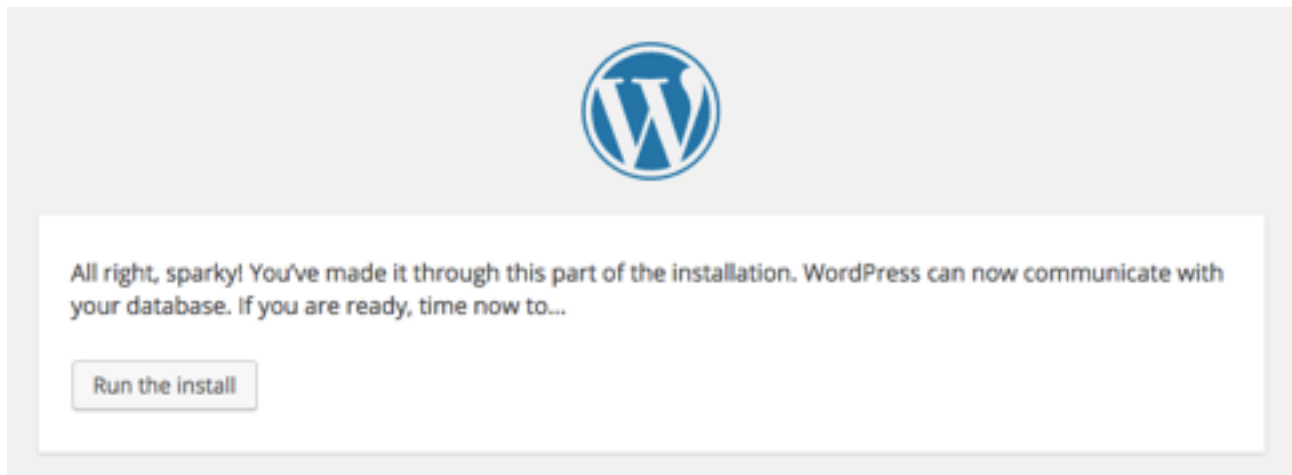 All right, sparky! You've made it through this part of the installation. WordPress can now communicate with
your database. If you are ready, time now to...
Run the install